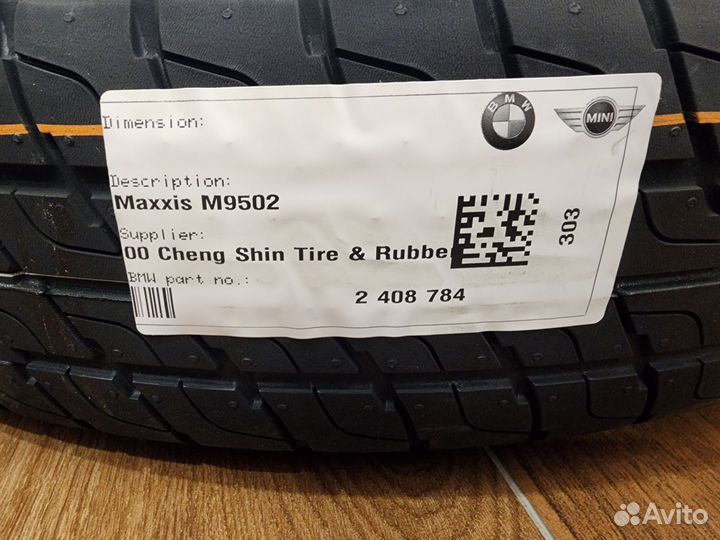 Dimension:
BMW
MINI
Description:
Maxxis M9502
Supplier:
00 Cheng Shin Tire & Rubbe
303
BMW part no.:
2 408 784
Avito